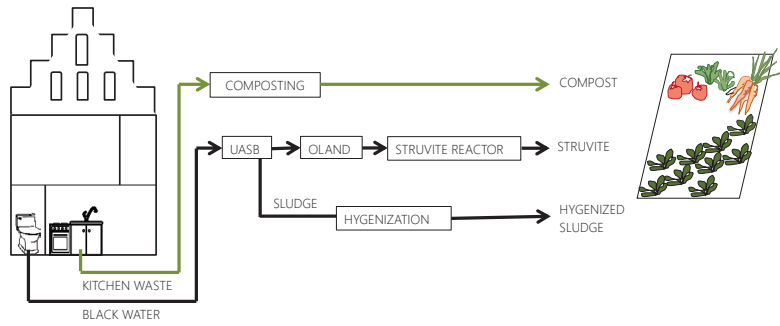 COMPOSTING
COMPOST
UASB
OLAND
STRUVITE REACTOR
STRUVITE
SLUDGE
HYGENIZATION
HYGENIZED
SLUDGE
KITCHEN WASTE
BLACK WATER